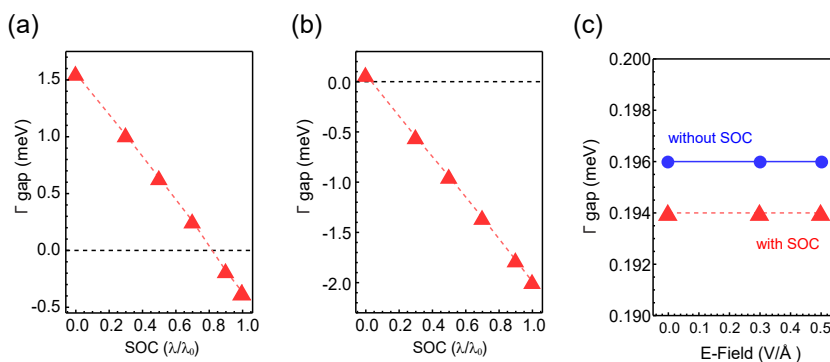 (a)
Γ gap (meV)
1.5
1.0
0.5
0.0
-0.5
0.0 0.2 0.4 0.6 0.8 1.0
SOC (λ/λ₀)
(b)
Γ gap (meV)
0.0
-0.5
-1.0
-1.5
-2.0
0.0 0.2 0.4 0.6 0.8 1.0
SOC (λ/λ₀)
(c)
Γ gap (meV)
0.200
0.198
0.196
0.194
0.192
0.190
without SOC
with SOC
0.0 0.1 0.2 0.3 0.4 0.5
E-Field (V/Å)